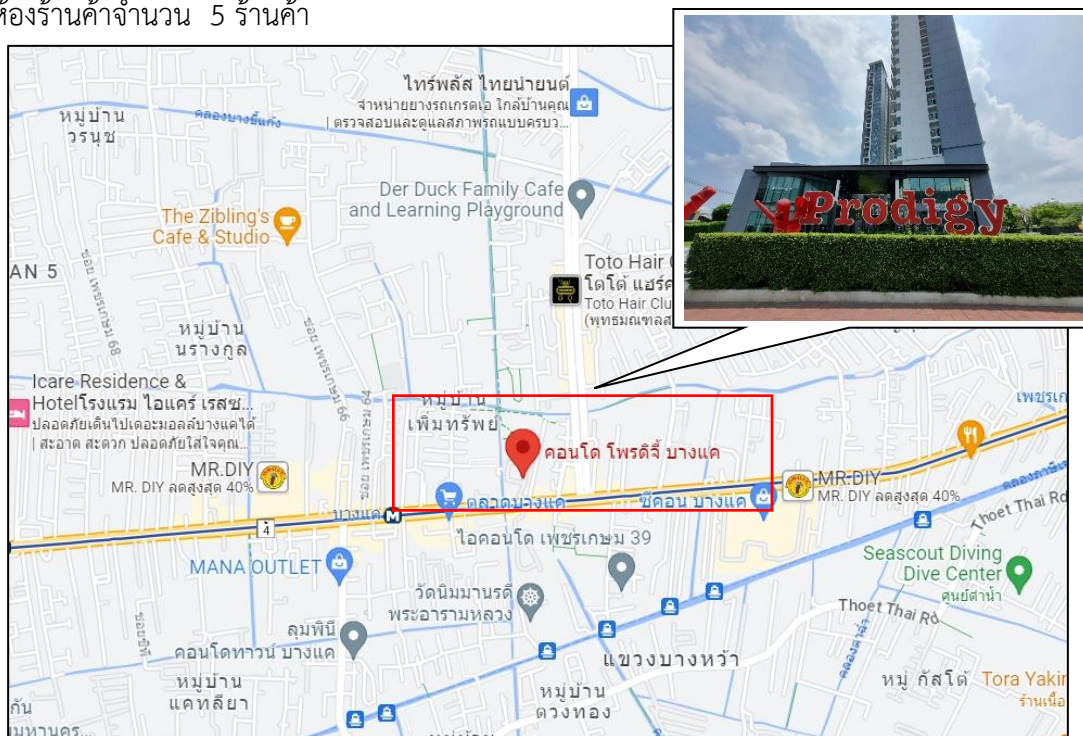 ห้องร้านค้าจำนวน 5 ร้านค้า
ไทร์พลัส ไทยนำยนต์
จำหน่ายยางรถเกรดเอ ใกล้บ้านคุณ
| ตรวจสอบและดูแลสภาพรถแบบครบว...
หมู่บ้าน
วรนุช
คลองบางขี้แก้ง
Der Duck Family Cafe
and Learning Playground
The Zibling's
Cafe & Studio
Prodigy
AN 5
Toto Hair
โตโต้ แฮร์ค
Toto Hair Clu
(พุทธมณฑลส
ซอย เพชรเกษม 68
หมู่บ้าน
นรางกูล
ซอย เพชรเกษม 66
ซอย เพชรเกษม 64
Icare Residence &
Hotelโรงแรม ไอแคร์ เรสซ...
ปลอดภัยเดินไปเดอะมอลล์บางแคได้
| สะอาด สะดวก ปลอดภัยใส่ใจคุณ...
หมู่บ้าน
เพิ่มทรัพย์
เพชรเก
คอนโด โพรดิจี้ บางแค
MR.DIY
MR. DIY ลดสูงสุด 40%
MR.DIY
MR. DIY ลดสูงสุด 40%
บางแค
M
ตลาดบางแค
ซีคอน บางแค
4
ไอคอนโด เพชรเกษม 39
Thoet Thai Rd
MANA OUTLET
Seascout Diving
Dive Center
ศูนย์ดำน้ำ
วัดนิมมานรดี
พระอารามหลวง
Thoet Thai Rd
ลุมพินี
คอนโดทาวน์ บางแค
แขวงบางหว้า
หมู่บ้าน
แคทลียา
หมู่บ้าน
ดวงทอง
หมู่ กัสโต้
Tora Yakir
ร้านเนื้อ
กัน